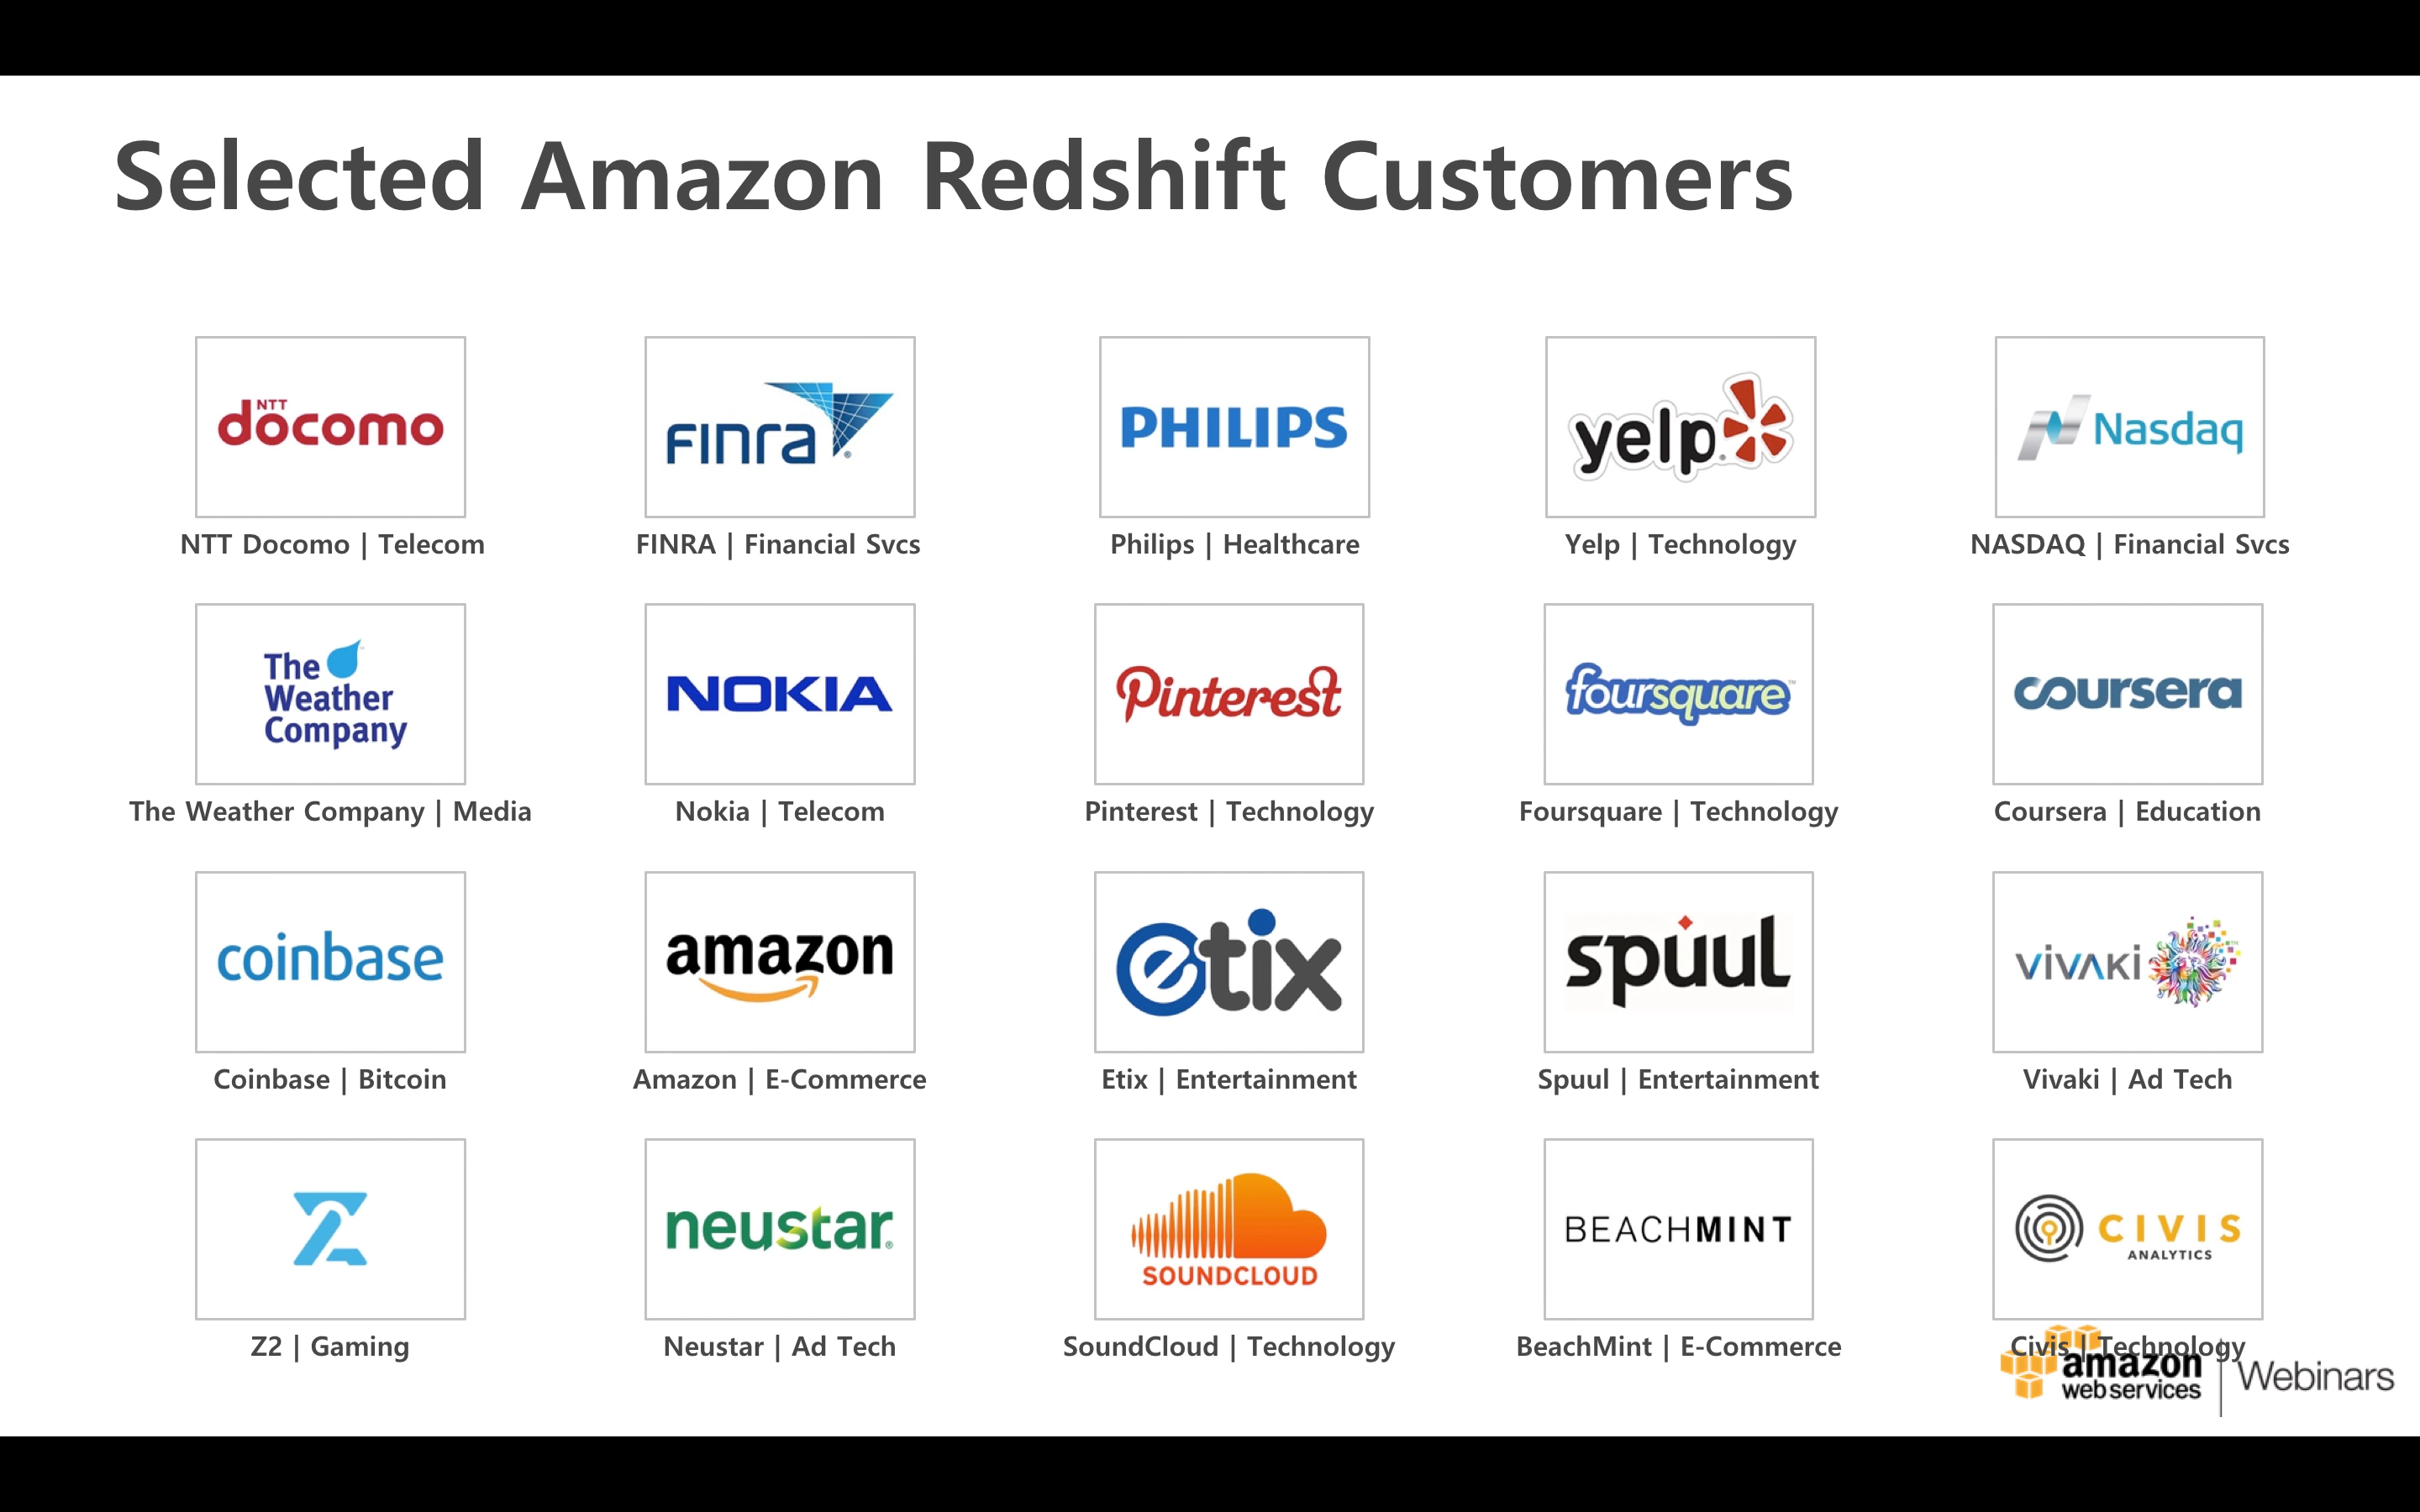 Selected Amazon Redshift Customers
NTT
docomo
finra
®
PHILIPS
yelp
Nasdaq
NTT Docomo | Telecom
FINRA | Financial Svcs
Philips | Healthcare
Yelp | Technology
NASDAQ | Financial Svcs
The
Weather
Company
NOKIA
Pinterest
foursquare™
coursera
The Weather Company | Media
Nokia | Telecom
Pinterest | Technology
Foursquare | Technology
Coursera | Education
coinbase
amazon
etix
spuul
vivaki™
Coinbase | Bitcoin
Amazon | E-Commerce
Etix | Entertainment
Spuul | Entertainment
Vivaki | Ad Tech
Z2
neustar®
SOUNDCLOUD
BEACHMINT
CIVIS
ANALYTICS
Z2 | Gaming
Neustar | Ad Tech
SoundCloud | Technology
BeachMint | E-Commerce
Civis | Technology
amazon
web services
Webinars